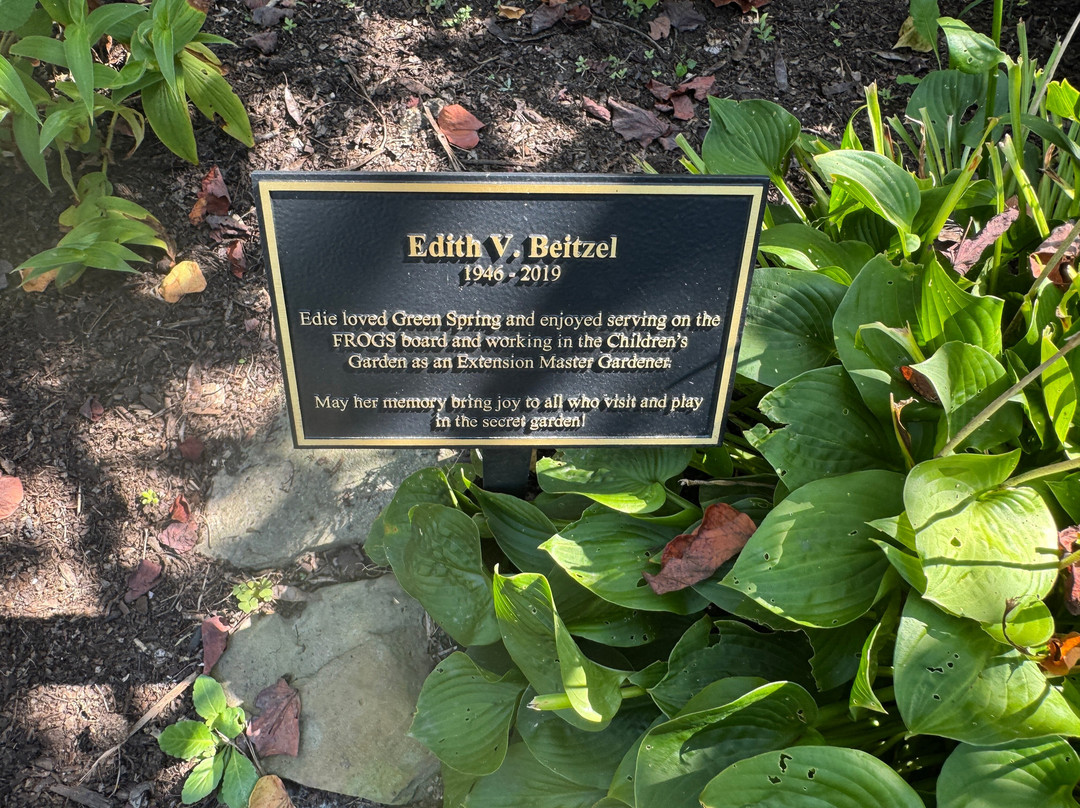 Edith V. Beitzel
1946 - 2019
Edie loved Green Spring and enjoyed serving on the
FROGS board and working in the Children's
Garden as an Extension Master Gardener.
May her memory bring joy to all who visit and play
in the secret garden!